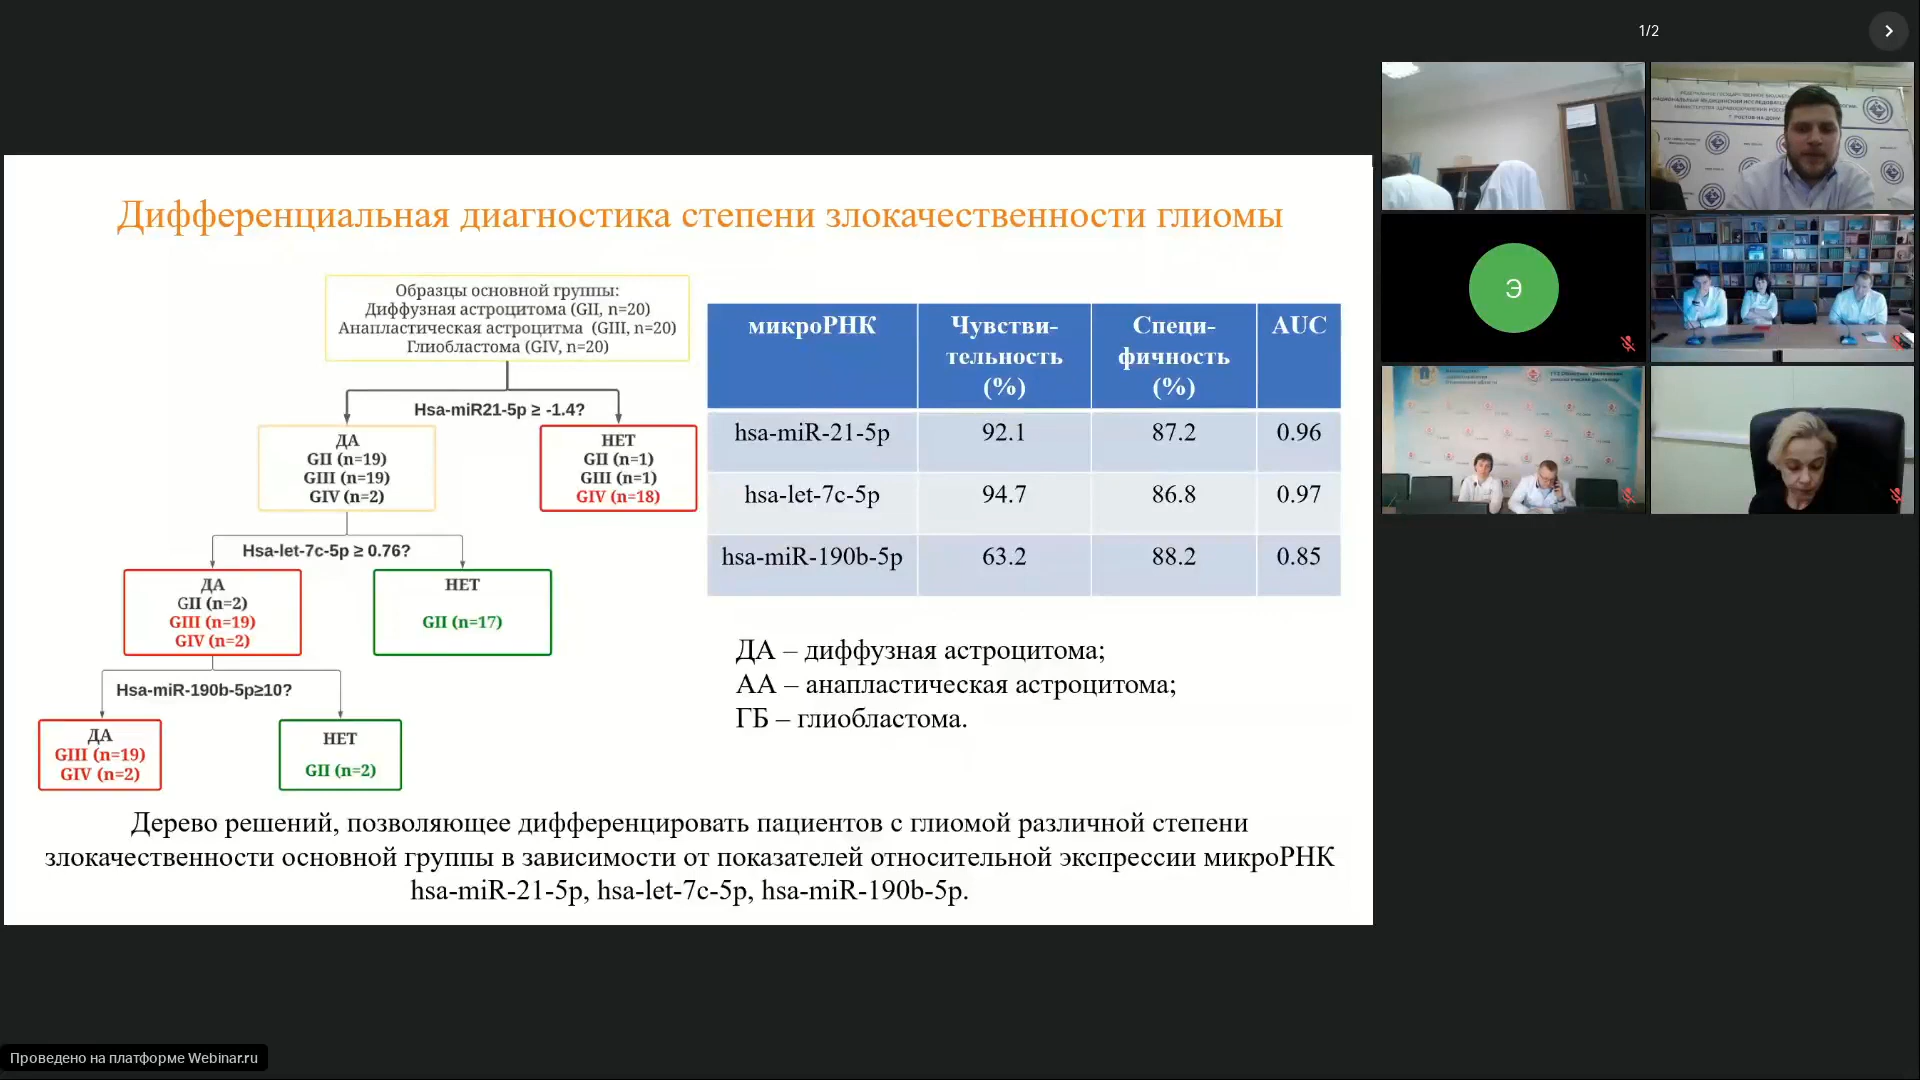 1/2
Дифференциальная диагностика степени злокачественности глиомы
Образцы основной группы:
Диффузная астроцитома (GII, n=20)
Анапластическая астроцитма (GIII, n=20)
Глиобластома (GIV, n=20)
Hsa-miR21-5p ≥ -1.4?
ДА
GII (n=19)
GIII (n=19)
GIV (n=2)
НЕТ
GII (n=1)
GIII (n=1)
GIV (n=18)
Hsa-let-7c-5p ≥ 0.76?
ДА
GII (n=2)
GIII (n=19)
GIV (n=2)
НЕТ
GII (n=17)
Hsa-miR-190b-5p≥10?
ДА
GIII (n=19)
GIV (n=2)
НЕТ
GII (n=2)
микроРНК
Чувстви-
тельность
(%)
Специ-
фичность
(%)
AUC
hsa-miR-21-5p 92.1 87.2 0.96
hsa-let-7c-5p 94.7 86.8 0.97
hsa-miR-190b-5p 63.2 88.2 0.85
ДА – диффузная астроцитома;
АА – анапластическая астроцитома;
ГБ – глиобластома.
Дерево решений, позволяющее дифференцировать пациентов с глиомой различной степени
злокачественности основной группы в зависимости от показателей относительной экспрессии микроРНК
hsa-miR-21-5p, hsa-let-7c-5p, hsa-miR-190b-5p.
Э
Проведено на платформе Webinar.ru